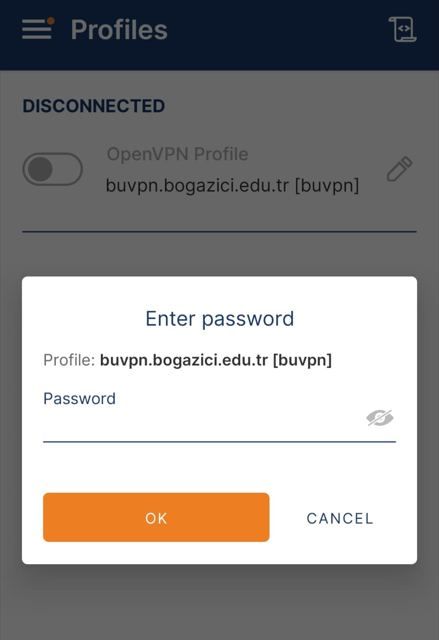 Profiles
DISCONNECTED
OpenVPN Profile
buvpn.bogazici.edu.tr [buvpn]
Enter password
Profile: buvpn.bogazici.edu.tr [buvpn]
Password
OK
CANCEL